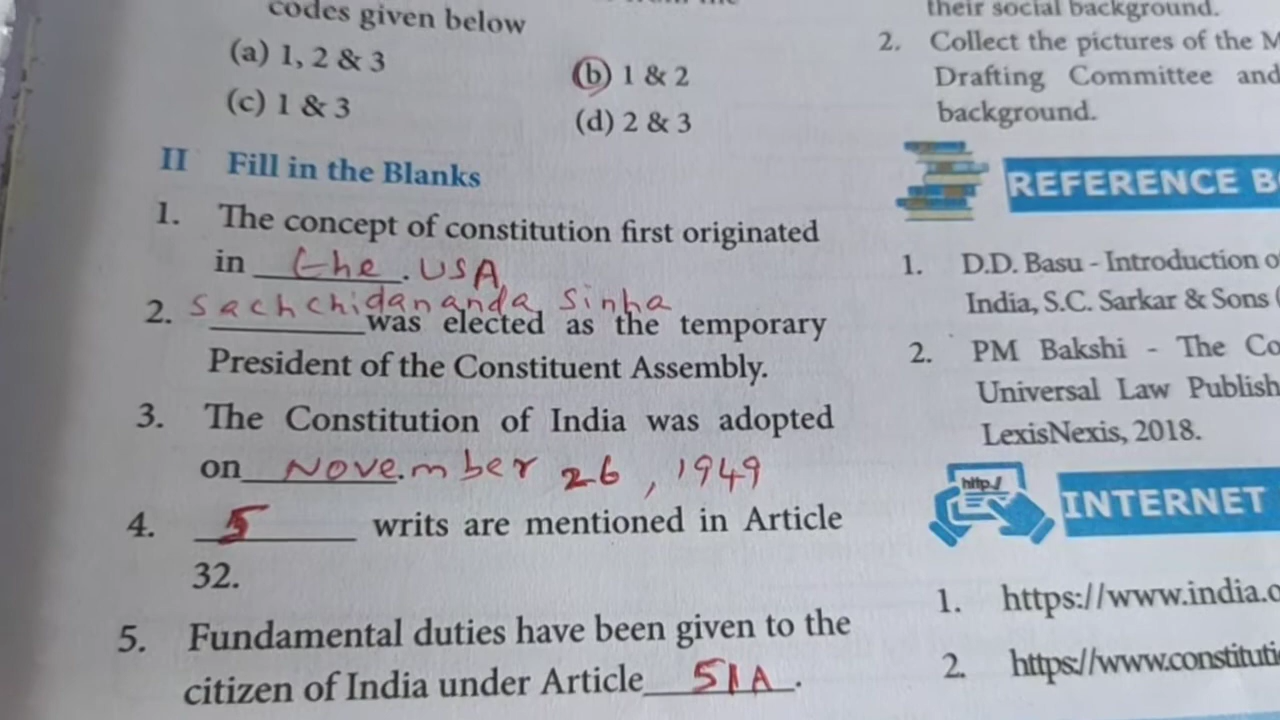 codes given below
(a) 1, 2 & 3
(b) 1 & 2
(c) 1 & 3
(d) 2 & 3
II Fill in the Blanks
1. The concept of constitution first originated
in the. USA
2. Sachchidananda Sinha
was elected as the temporary
President of the Constituent Assembly.
3. The Constitution of India was adopted
on November 26, 1949
4. 5 writs are mentioned in Article
32.
5. Fundamental duties have been given to the
citizen of India under Article 51A.
their social background.
2. Collect the pictures of the M
Drafting Committee and
background.
REFERENCE B
1. D.D. Basu - Introduction o
India, S.C. Sarkar & Sons (
2. PM Bakshi - The Co
Universal Law Publish
LexisNexis, 2018.
http://
INTERNET
1. https://www.india.o
2. https://www.constituti